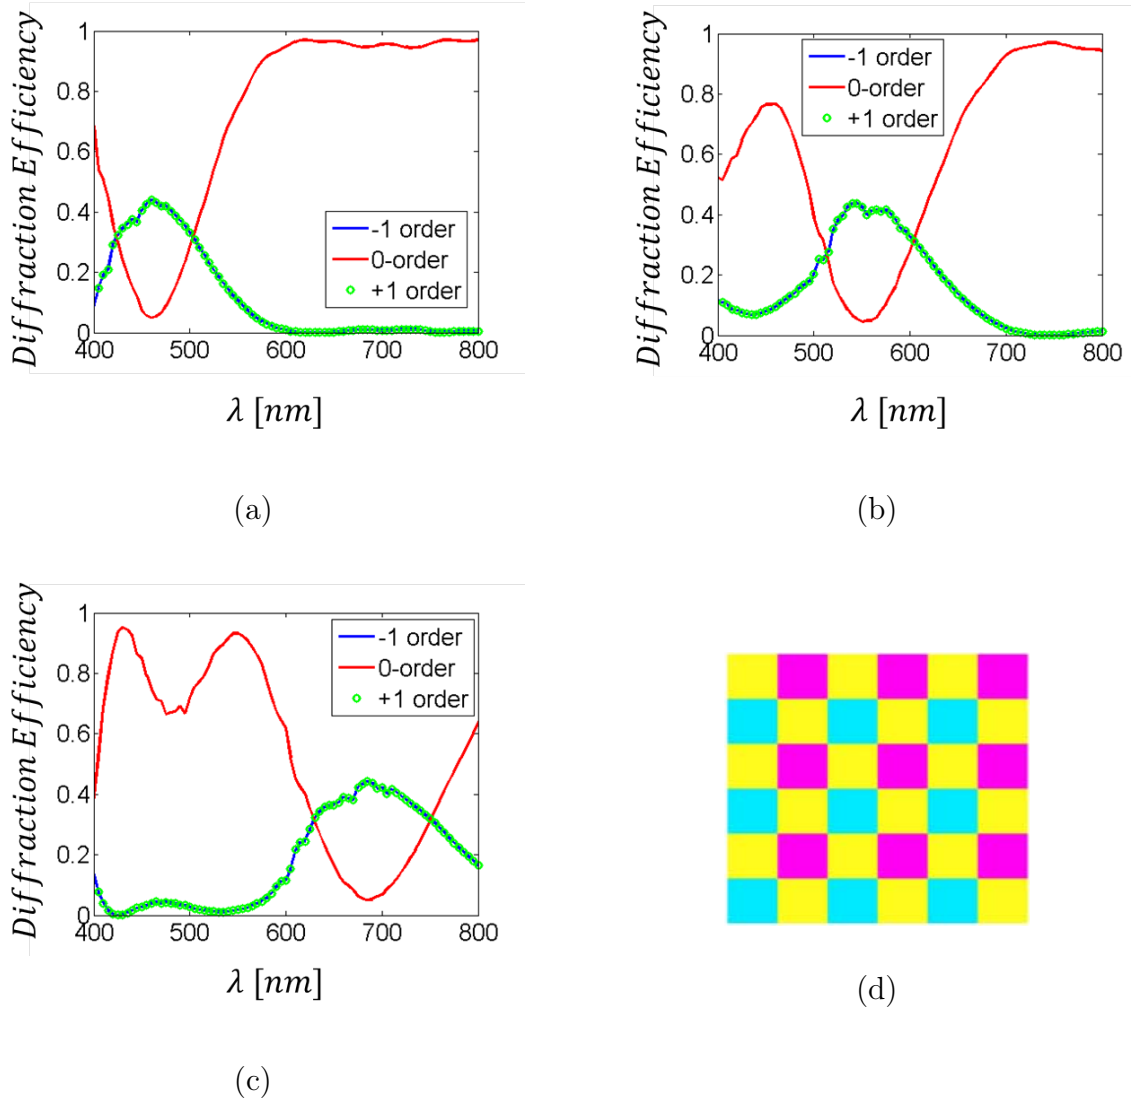 Diffraction Efficiency
1
0.8
0.6
0.4
0.2
0
400 500 600 700 800
-1 order
0-order
+1 order
λ [nm]
(a)
Diffraction Efficiency
1
0.8
0.6
0.4
0.2
0
400 500 600 700 800
-1 order
0-order
+1 order
λ [nm]
(b)
Diffraction Efficiency
1
0.8
0.6
0.4
0.2
0
400 500 600 700 800
-1 order
0-order
+1 order
λ [nm]
(c)
(d)